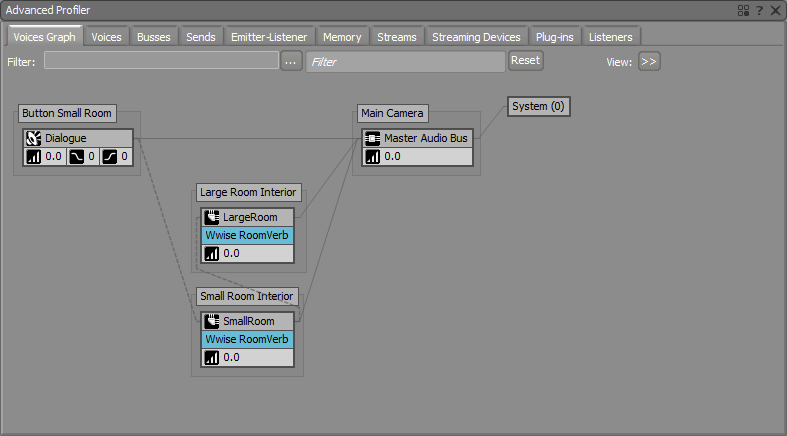 Advanced Profiler
?
Voices Graph Voices Busses Sends Emitter-Listener Memory Streams Streaming Devices Plug-ins Listeners
Filter: ... Filter Reset View: >>
Button Small Room
Dialogue
0.0 0 0
Main Camera
Master Audio Bus
0.0
System (0)
Large Room Interior
LargeRoom
Wwise RoomVerb
0.0
Small Room Interior
SmallRoom
Wwise RoomVerb
0.0